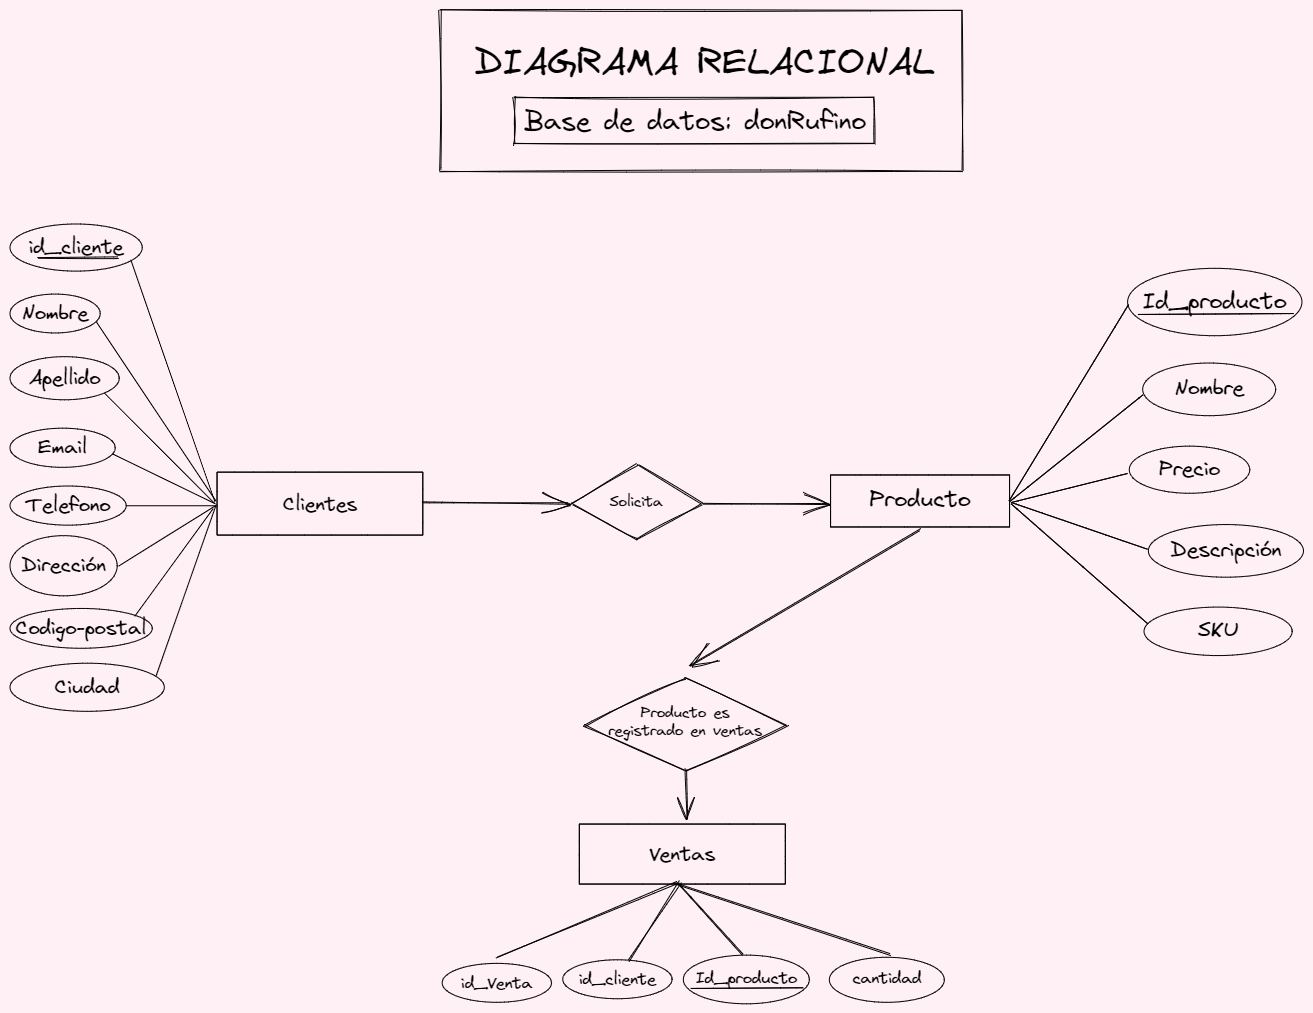 DIAGRAMA RELACIONAL
Base de datos: donRufino
id_cliente
Nombre
Apellido
Email
Telefono
Dirección
Codigo-postal
Ciudad
Clientes
Solicita
Producto
Id_producto
Nombre
Precio
Descripción
SKU
Producto es
registrado en ventas
Ventas
id_Venta
id_cliente
Id_producto
cantidad